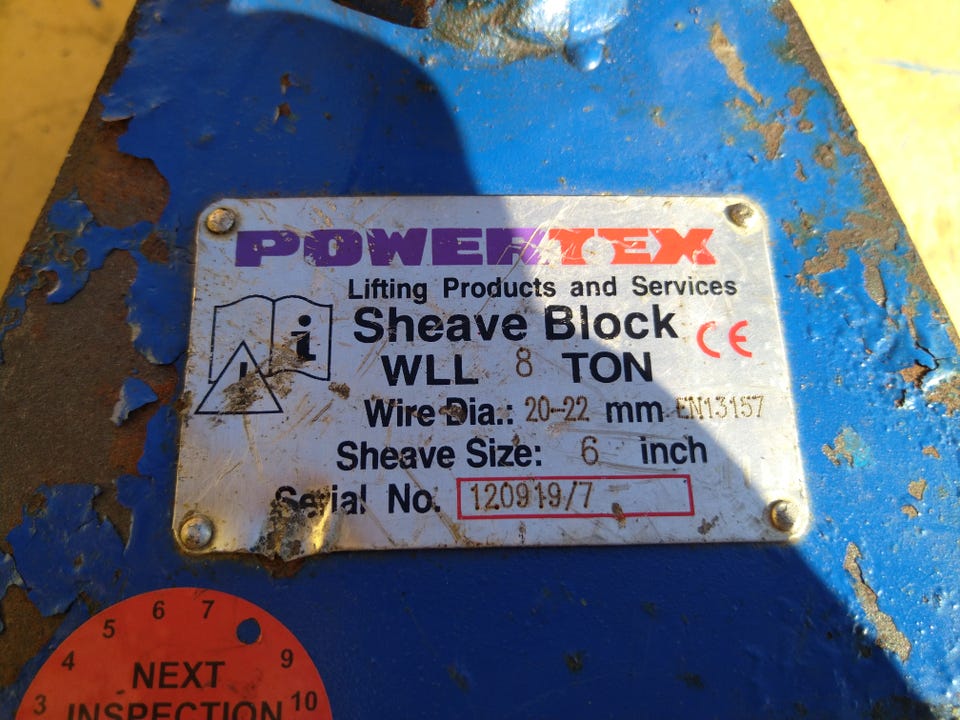 POWERTEX
Lifting Products and Services
i Sheave Block CE
WLL 8 TON
Wire Dia.: 20-22 mm EN13157
Sheave Size: 6 inch
Serial No. 120919/7
3 4 5 6 7 9 10
NEXT
INSPECTION